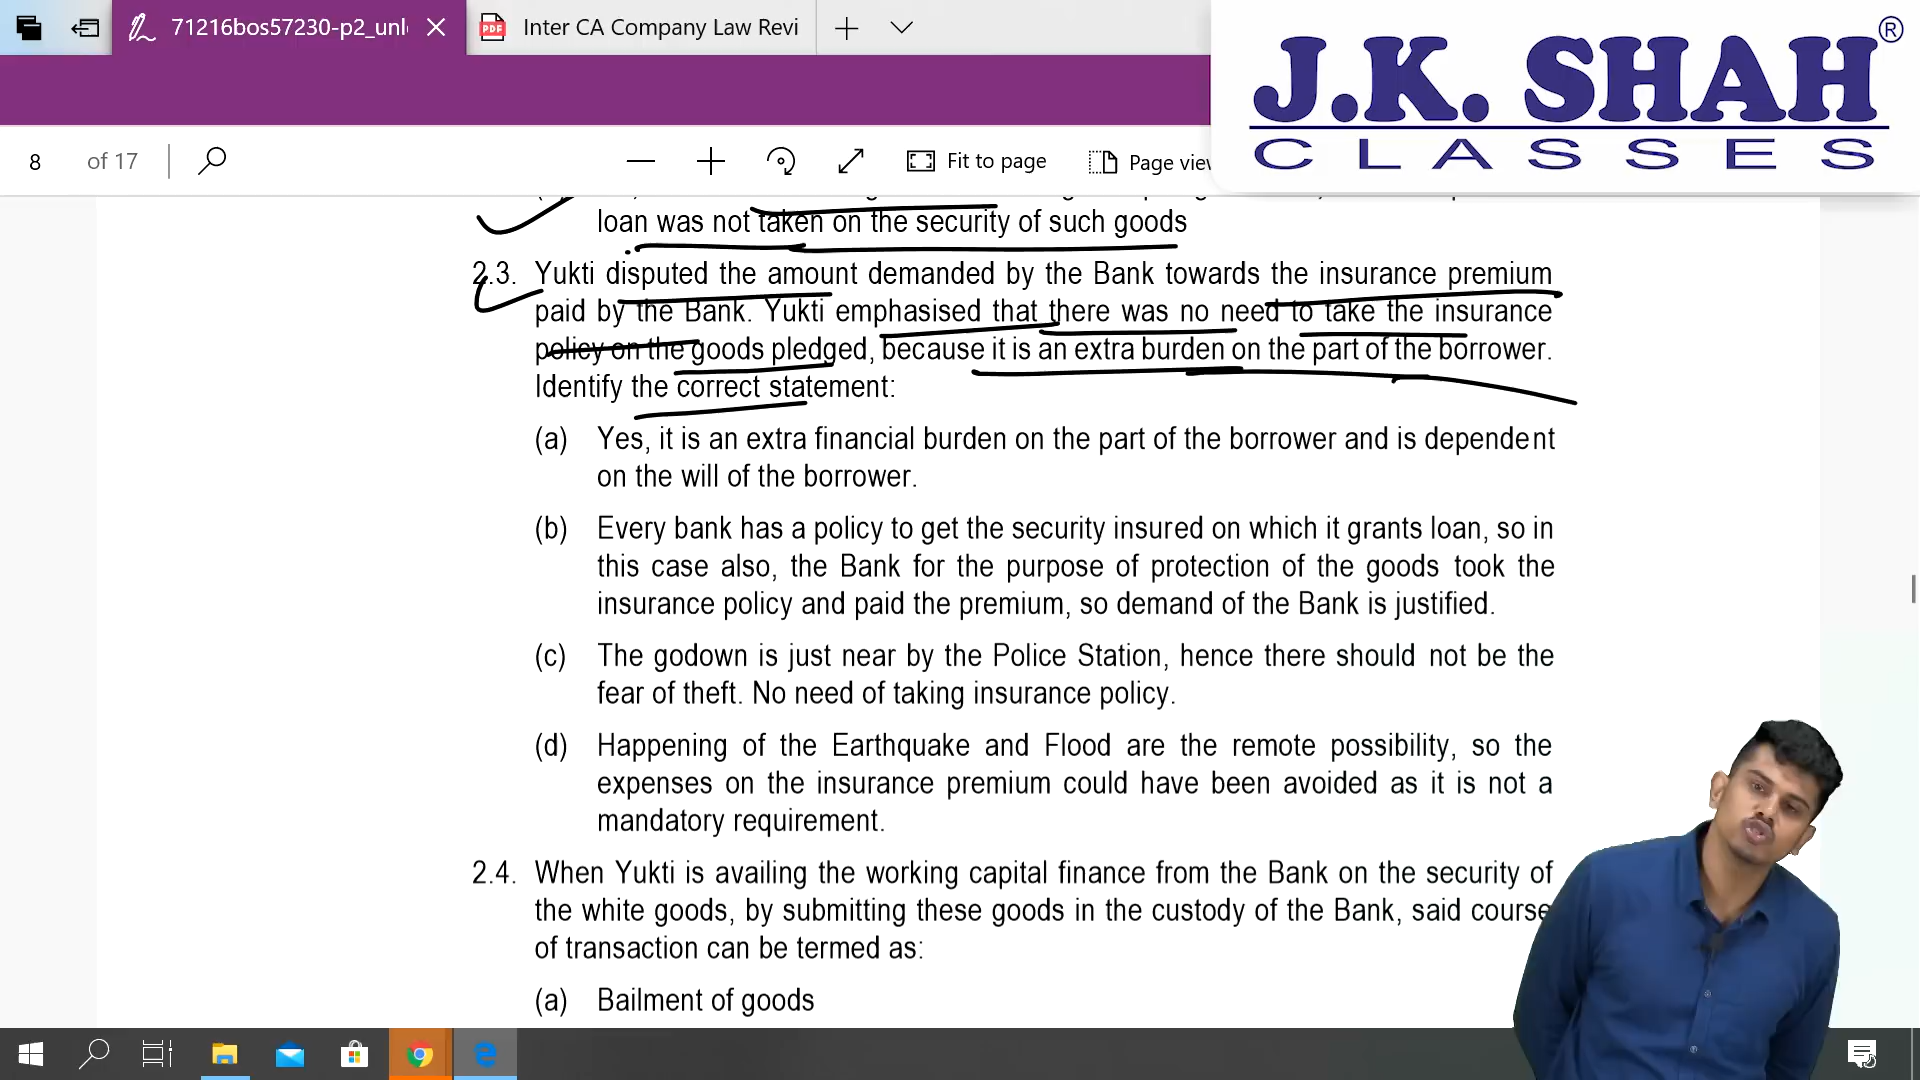 71216bos57230-p2_unl
Inter CA Company Law Revi
J.K. SHAH®
CLASSES
8 of 17
Fit to page
Page view
loan was not taken on the security of such goods
2.3. Yukti disputed the amount demanded by the Bank towards the insurance premium
paid by the Bank. Yukti emphasised that there was no need to take the insurance
policy on the goods pledged, because it is an extra burden on the part of the borrower.
Identify the correct statement:
(a) Yes, it is an extra financial burden on the part of the borrower and is dependent
on the will of the borrower.
(b) Every bank has a policy to get the security insured on which it grants loan, so in
this case also, the Bank for the purpose of protection of the goods took the
insurance policy and paid the premium, so demand of the Bank is justified.
(c) The godown is just near by the Police Station, hence there should not be the
fear of theft. No need of taking insurance policy.
(d) Happening of the Earthquake and Flood are the remote possibility, so the
expenses on the insurance premium could have been avoided as it is not a
mandatory requirement.
2.4. When Yukti is availing the working capital finance from the Bank on the security of
the white goods, by submitting these goods in the custody of the Bank, said course
of transaction can be termed as:
(a) Bailment of goods